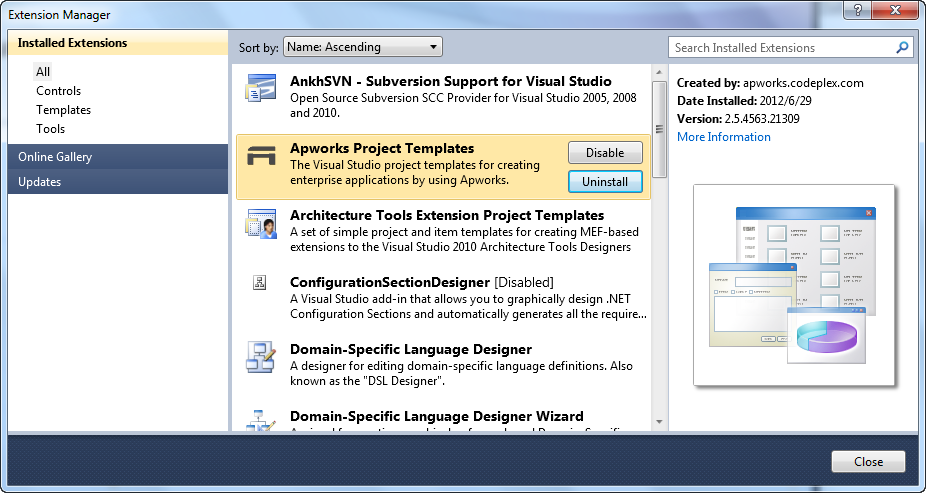 Extension Manager
Installed Extensions
All
Controls
Templates
Tools
Online Gallery
Updates
Sort by: Name: Ascending
AnkhSVN - Subversion Support for Visual Studio
Open Source Subversion SCC Provider for Visual Studio 2005, 2008
and 2010.
Apworks Project Templates
The Visual Studio project templates for creating
enterprise applications by using Apworks.
Disable
Uninstall
Architecture Tools Extension Project Templates
A set of simple project and item templates for creating MEF-based
extensions to the Visual Studio 2010 Architecture Tools Designers
ConfigurationSectionDesigner [Disabled]
A Visual Studio add-in that allows you to graphically design .NET
Configuration Sections and automatically generates all the require...
Domain-Specific Language Designer
A designer for editing domain-specific language definitions. Also
known as the "DSL Designer".
Domain-Specific Language Designer Wizard
Search Installed Extensions
Created by: apworks.codeplex.com
Date Installed: 2012/6/29
Version: 2.5.4563.21309
More Information
Close